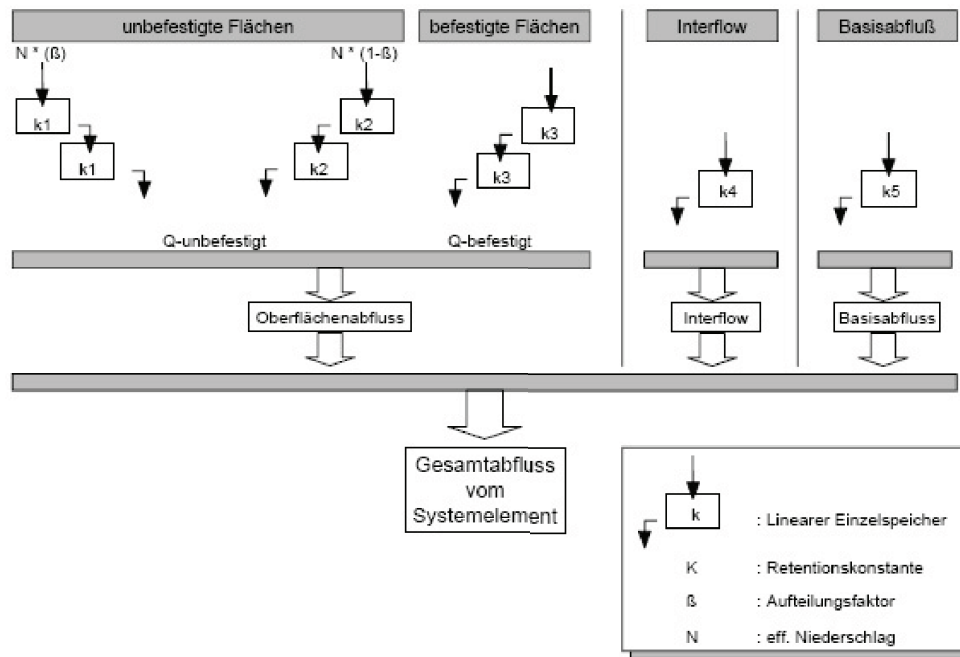 unbefestigte Flächen
befestigte Flächen
Interflow
Basisabfluß
N * (ß)
N * (1-ß)
k1
k1
k2
k2
k3
k3
k4
k5
Q-unbefestigt
Q-befestigt
Oberflächenabfluss
Interflow
Basisabfluss
Gesamtabfluss
vom
Systemelement
k
: Linearer Einzelspeicher
K : Retentionskonstante
ß : Aufteilungsfaktor
N : eff. Niederschlag